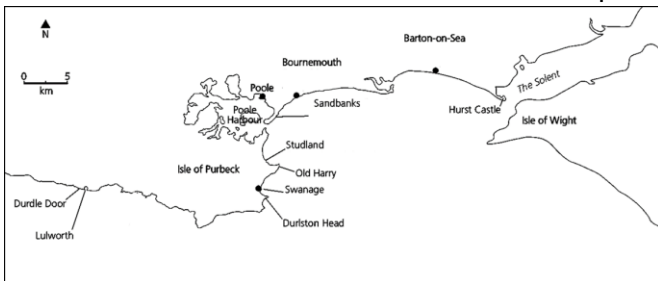 N
0 5
km
Barton-on-Sea
Bournemouth
The Solent
Poole
Poole
Harbour
Sandbanks
Hurst Castle
Isle of Wight
Studland
Isle of Purbeck
Old Harry
Swanage
Durdle Door
Durlston Head
Lulworth